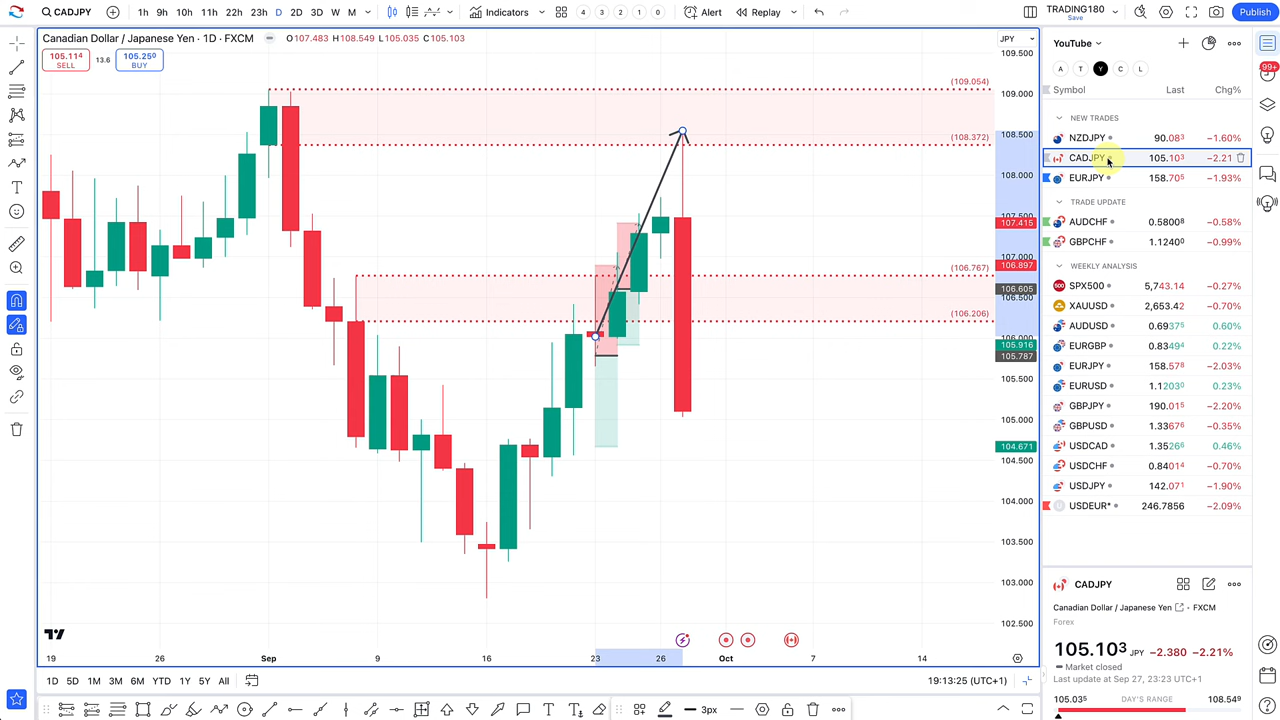 CADJPY
1h 9h 10h 11h 22h 23h D 2D 3D W M
Indicators
4 3 2 1 0
Alert
Replay
TRADING180
Save
Publish
Canadian Dollar / Japanese Yen · 1D · FXCM
O107.483 H108.549 L105.035 C105.103
105.114
SELL
13.6
105.250
BUY
JPY
109.500
109.000
108.500
108.000
107.500
107.415
107.000
106.897
106.605
106.500
106.000
105.916
105.787
105.500
105.000
104.671
104.500
104.000
103.500
103.000
102.500
(109.054)
(108.372)
(106.767)
(106.206)
19 26 Sep 9 16 23 26 Oct 7 14
1D 5D 1M 3M 6M YTD 1Y 5Y All
19:13:25 (UTC+1)
3px
YouTube
A T Y C L
Symbol Last Chg%
NEW TRADES
NZDJPY 90.083 −1.60%
CADJPY 105.103 −2.21
EURJPY 158.705 −1.93%
TRADE UPDATE
AUDCHF 0.58008 −0.58%
GBPCHF 1.12400 −0.99%
WEEKLY ANALYSIS
SPX500 5,743.14 −0.27%
XAUUSD 2,653.42 −0.70%
AUDUSD 0.69375 0.60%
EURGBP 0.83494 0.22%
EURJPY 158.578 −2.03%
EURUSD 1.12030 0.23%
GBPJPY 190.015 −2.20%
GBPUSD 1.33676 −0.35%
USDCAD 1.35266 0.46%
USDCHF 0.84014 −0.70%
USDJPY 142.071 −1.90%
USDEUR* 246.7856 −2.09%
CADJPY
Canadian Dollar / Japanese Yen • FXCM
Forex
105.103 JPY −2.380 −2.21%
Market closed
Last update at Sep 27, 23:23 UTC+1
105.035 DAY'S RANGE 108.549
99+